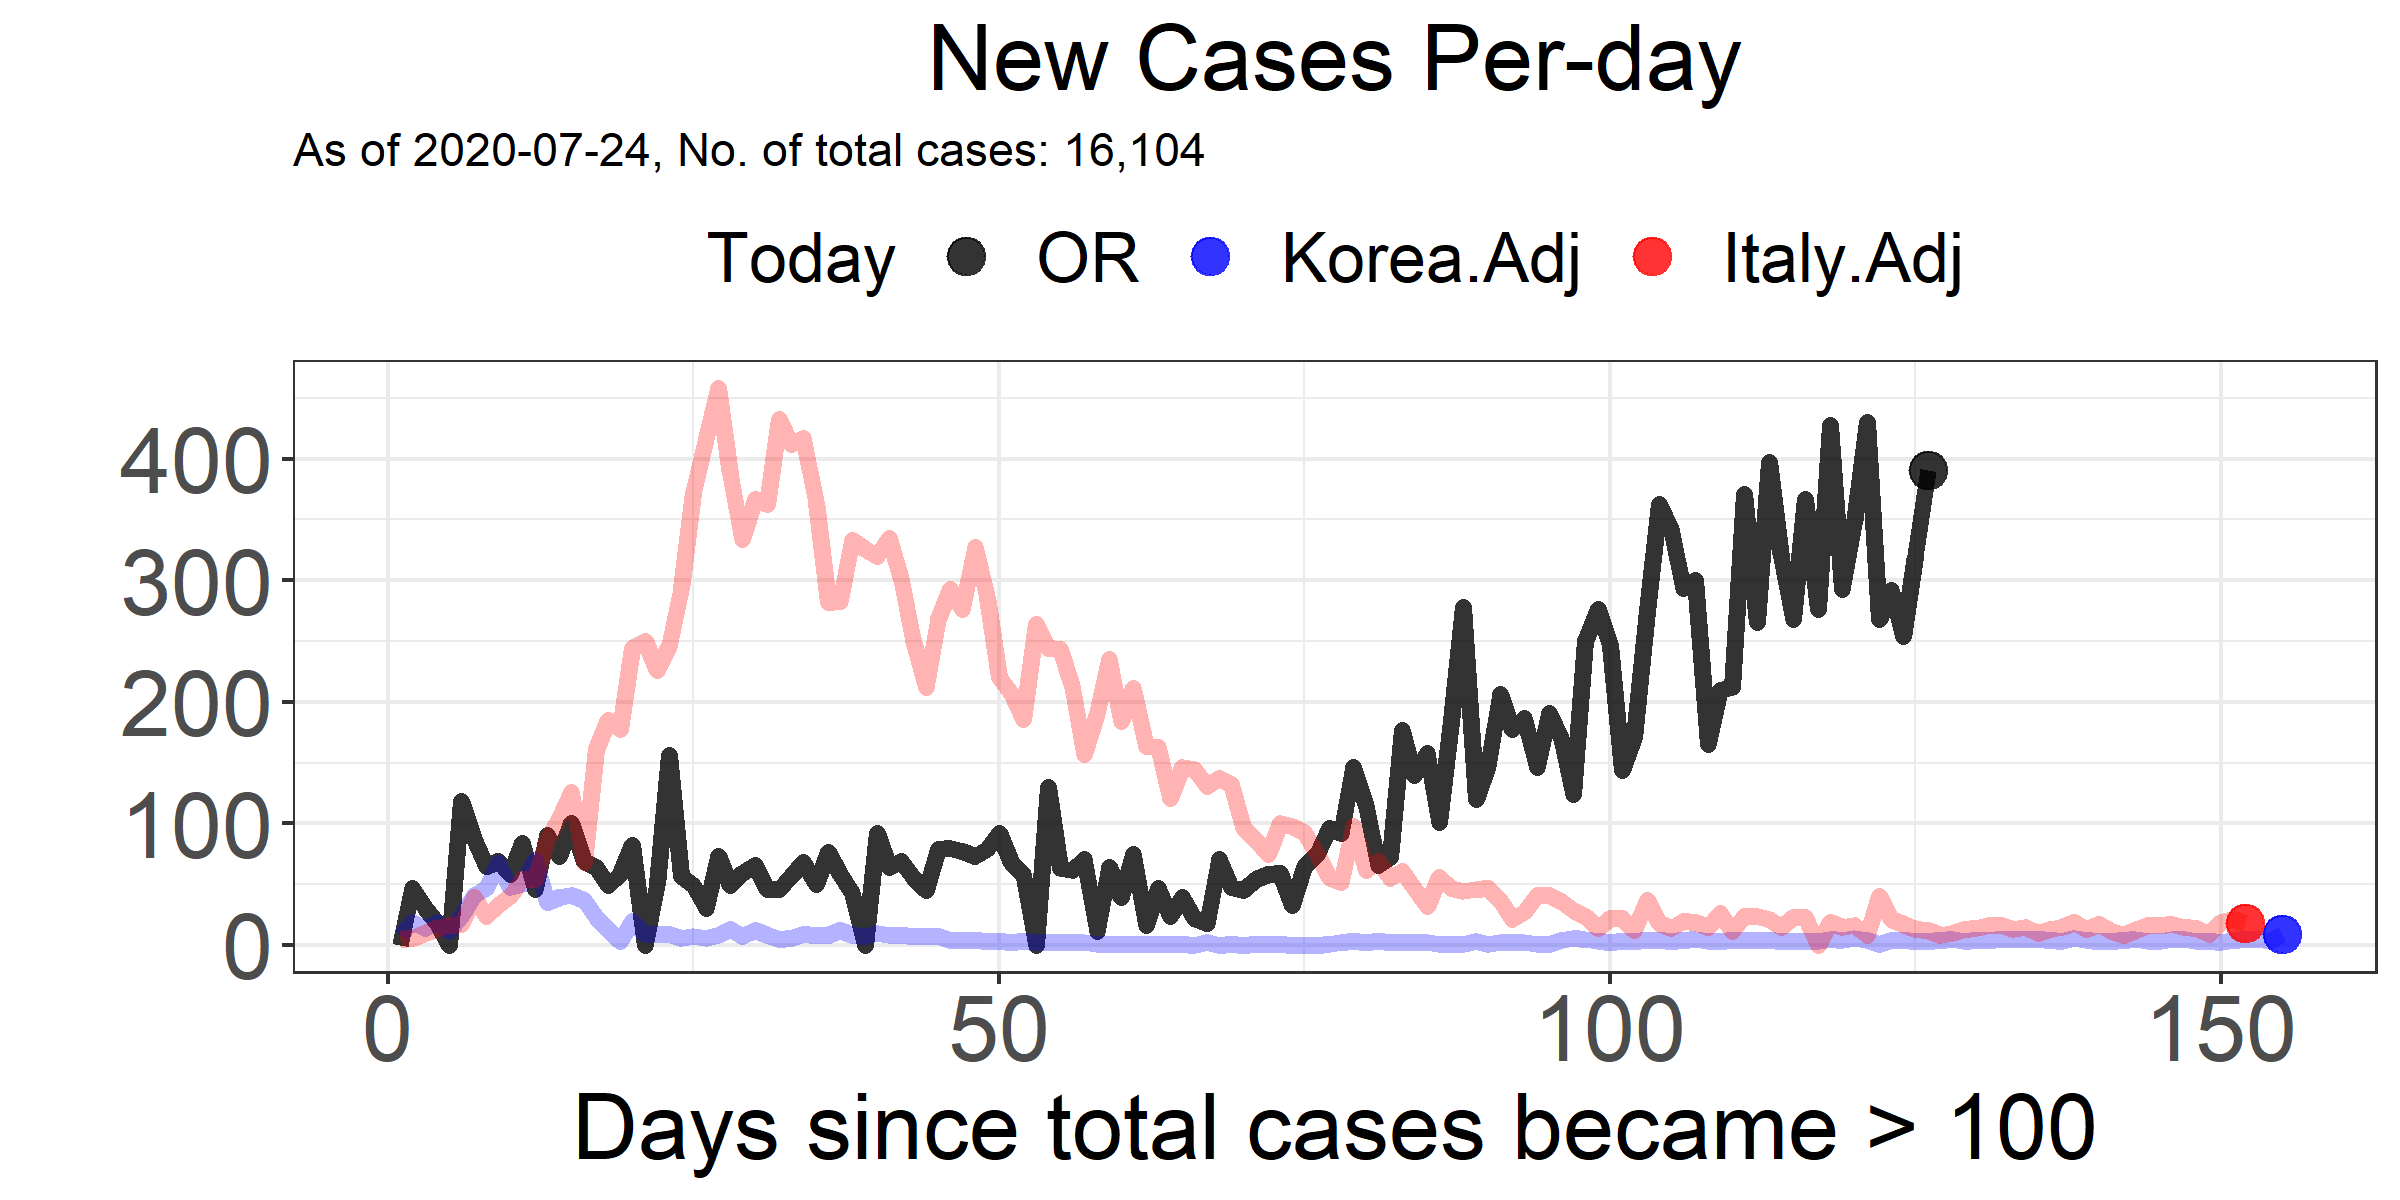 New Cases Per-day
As of 2020-07-24, No. of total cases: 16,104
Today OR Korea.Adj Italy.Adj
400
300
200
100
0
0 50 100 150
Days since total cases became > 100